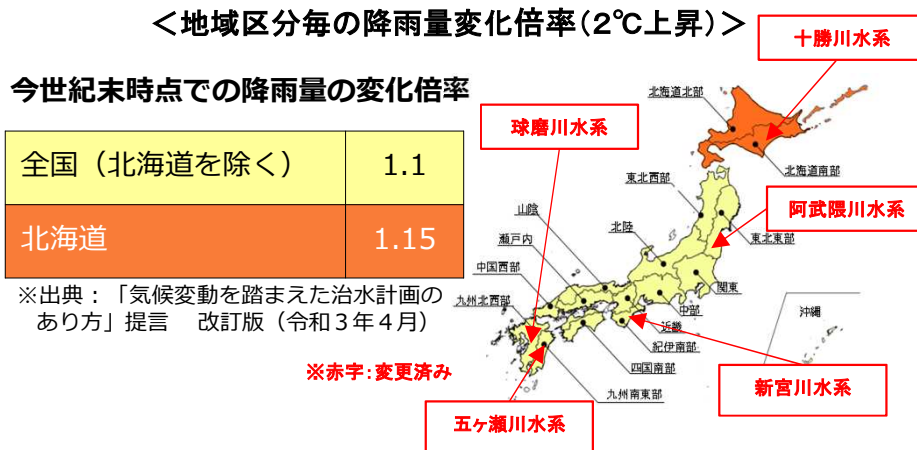 ＜地域区分毎の降雨量変化倍率(2℃上昇)＞
今世紀末時点での降雨量の変化倍率
全国（北海道を除く） 1.1
北海道 1.15
※出典：「気候変動を踏まえた治水計画の
あり方」提言　改訂版（令和３年４月）
※赤字：変更済み
十勝川水系
北海道北部
球磨川水系
北海道南部
東北西部
山陰
阿武隈川水系
瀬戸内
北陸
東北東部
中国西部
関東
九州北西部
中部
沖縄
近畿
紀伊南部
四国南部
新宮川水系
九州南東部
五ヶ瀬川水系